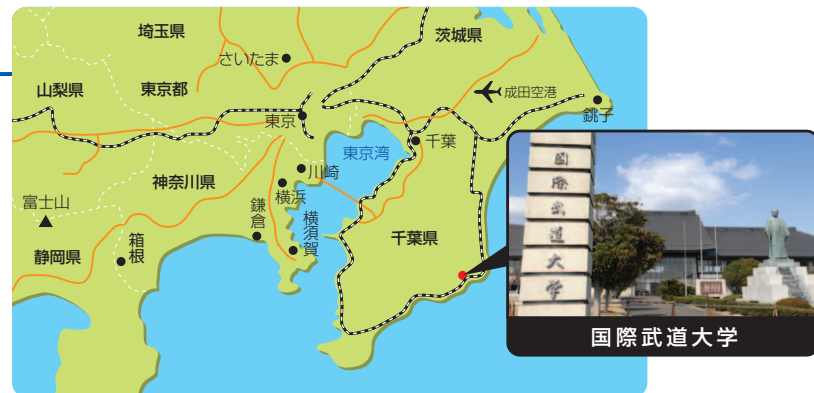 埼玉県
茨城県
さいたま
山梨県
東京都
成田空港
銚子
東京
千葉
東京湾
川崎
神奈川県
横浜
富士山
鎌倉
横須賀
千葉県
静岡県
箱根
国際武道大学
国際武道大学